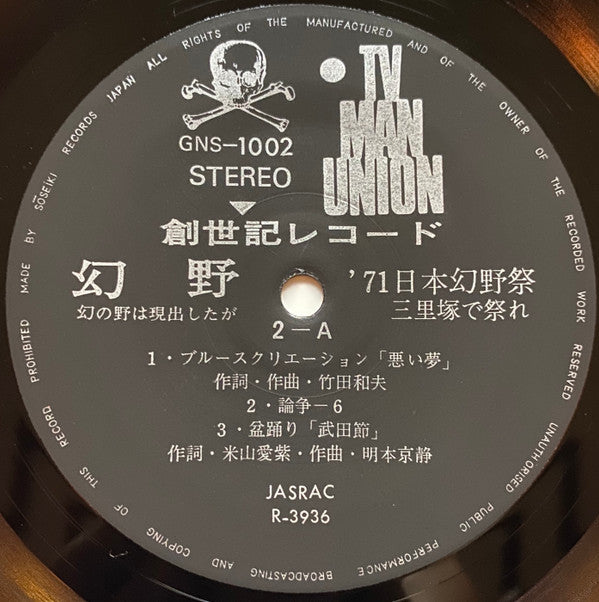 MADE BY SŌSEIKI RECORDS JAPAN ALL RIGHTS OF THE MANUFACTURED AND OF THE OWNER OF THE RECORDED WORK RESERVED UNAUTHORISED PUBLIC PERFORMANCE BROADCASTING AND COPYING OF THIS RECORD PROHIBITED
GNS-1002
STEREO
TV
MAN
UNION
創世記レコード
幻野
幻の野は現出したが
'71日本幻野祭
三里塚で祭れ
2-A
1・ブルースクリエーション「悪い夢」
作詞・作曲・竹田和夫
2・論争-6
3・盆踊り「武田節」
作詞・米山愛紫・作曲・明本京静
JASRAC
R-3936